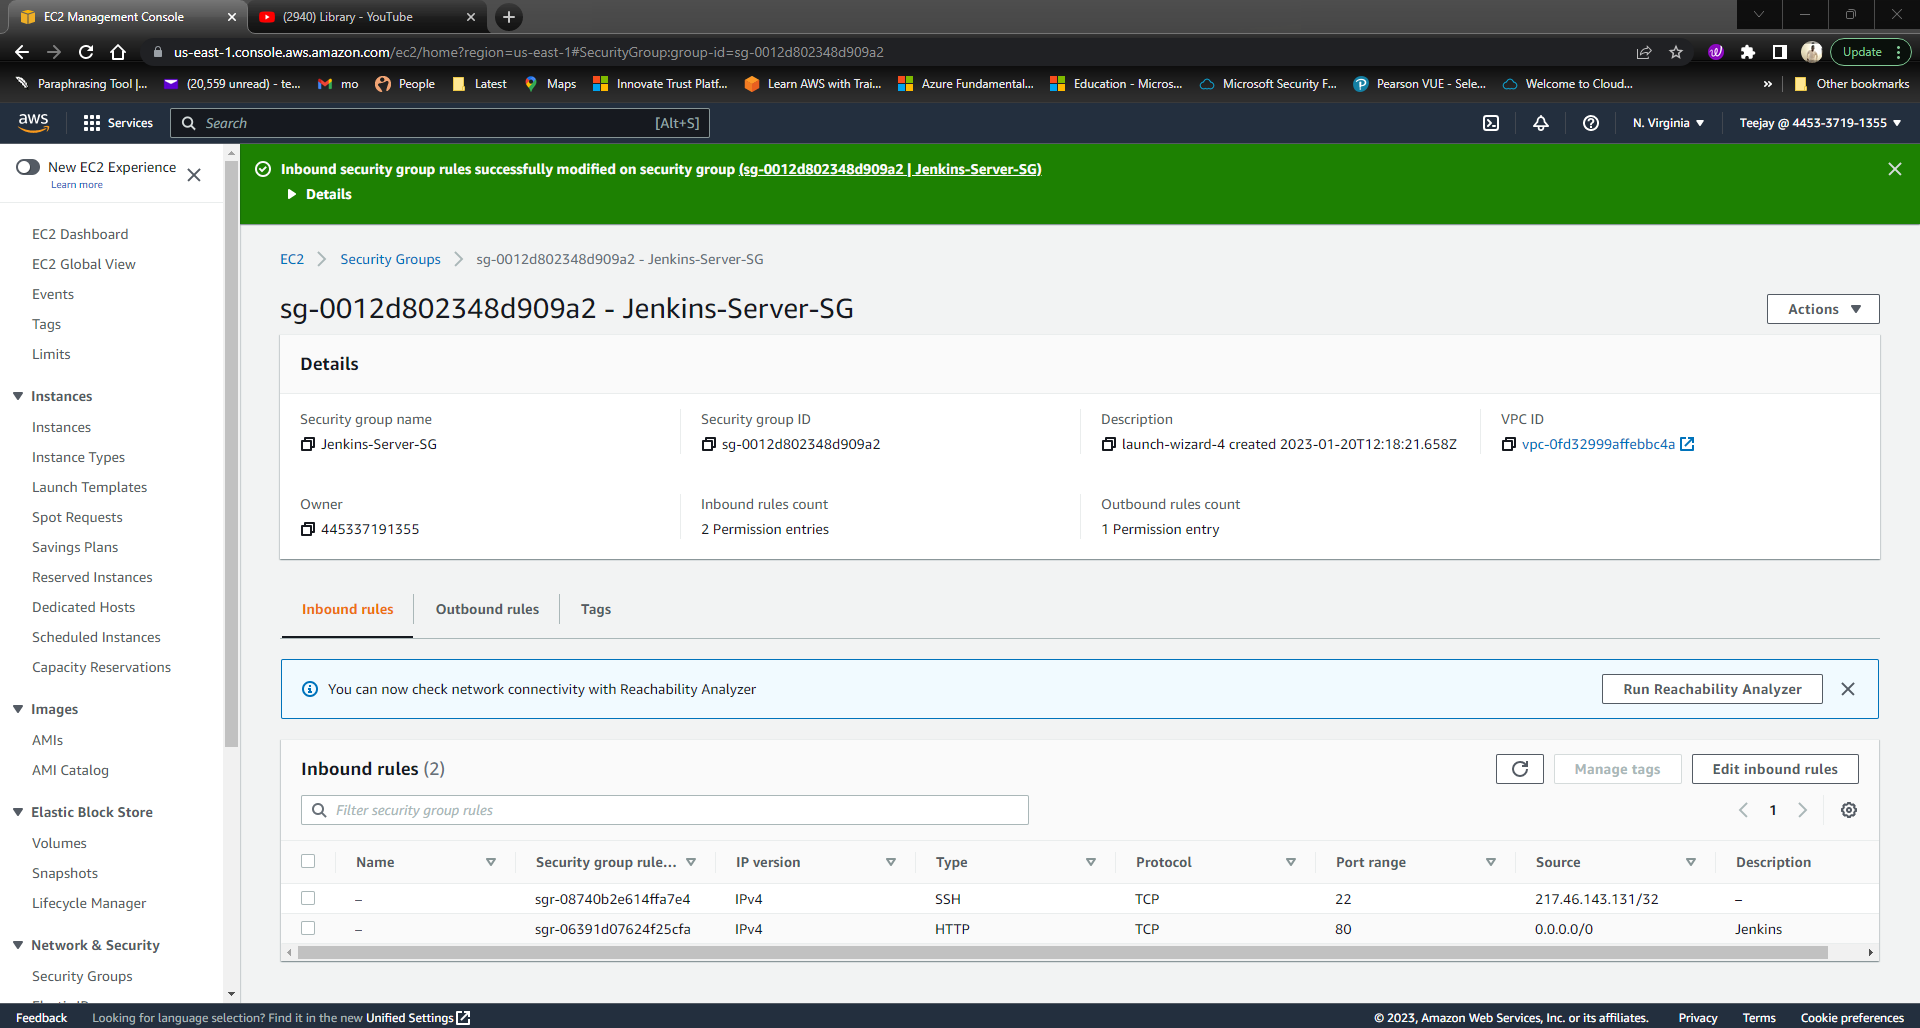 EC2 Management Console
(2940) Library - YouTube
us-east-1.console.aws.amazon.com/ec2/home?region=us-east-1#SecurityGroup:group-id=sg-0012d802348d909a2
Update
Paraphrasing Tool |... (20,559 unread) - te... mo People Latest Maps Innovate Trust Platf... Learn AWS with Trai... Azure Fundamental... Education - Micros... Microsoft Security F... Pearson VUE - Sele... Welcome to Cloud... » Other bookmarks
aws Services Search [Alt+S] N. Virginia Teejay @ 4453-3719-1355
New EC2 Experience
Learn more
EC2 Dashboard
EC2 Global View
Events
Tags
Limits
Instances
Instances
Instance Types
Launch Templates
Spot Requests
Savings Plans
Reserved Instances
Dedicated Hosts
Scheduled Instances
Capacity Reservations
Images
AMIs
AMI Catalog
Elastic Block Store
Volumes
Snapshots
Lifecycle Manager
Network & Security
Security Groups
Inbound security group rules successfully modified on security group (sg-0012d802348d909a2 | Jenkins-Server-SG)
Details
EC2 > Security Groups > sg-0012d802348d909a2 - Jenkins-Server-SG
sg-0012d802348d909a2 - Jenkins-Server-SG
Actions
Details
Security group name
Jenkins-Server-SG
Security group ID
sg-0012d802348d909a2
Description
launch-wizard-4 created 2023-01-20T12:18:21.658Z
VPC ID
vpc-0fd32999affebbc4a
Owner
445337191355
Inbound rules count
2 Permission entries
Outbound rules count
1 Permission entry
Inbound rules Outbound rules Tags
You can now check network connectivity with Reachability Analyzer
Run Reachability Analyzer
Inbound rules (2)
Manage tags
Edit inbound rules
Filter security group rules
1
Name Security group rule... IP version Type Protocol Port range Source Description
– sgr-08740b2e614ffa7e4 IPv4 SSH TCP 22 217.46.143.131/32 –
– sgr-06391d07624f25cfa IPv4 HTTP TCP 80 0.0.0.0/0 Jenkins
Feedback Looking for language selection? Find it in the new Unified Settings © 2023, Amazon Web Services, Inc. or its affiliates. Privacy Terms Cookie preferences